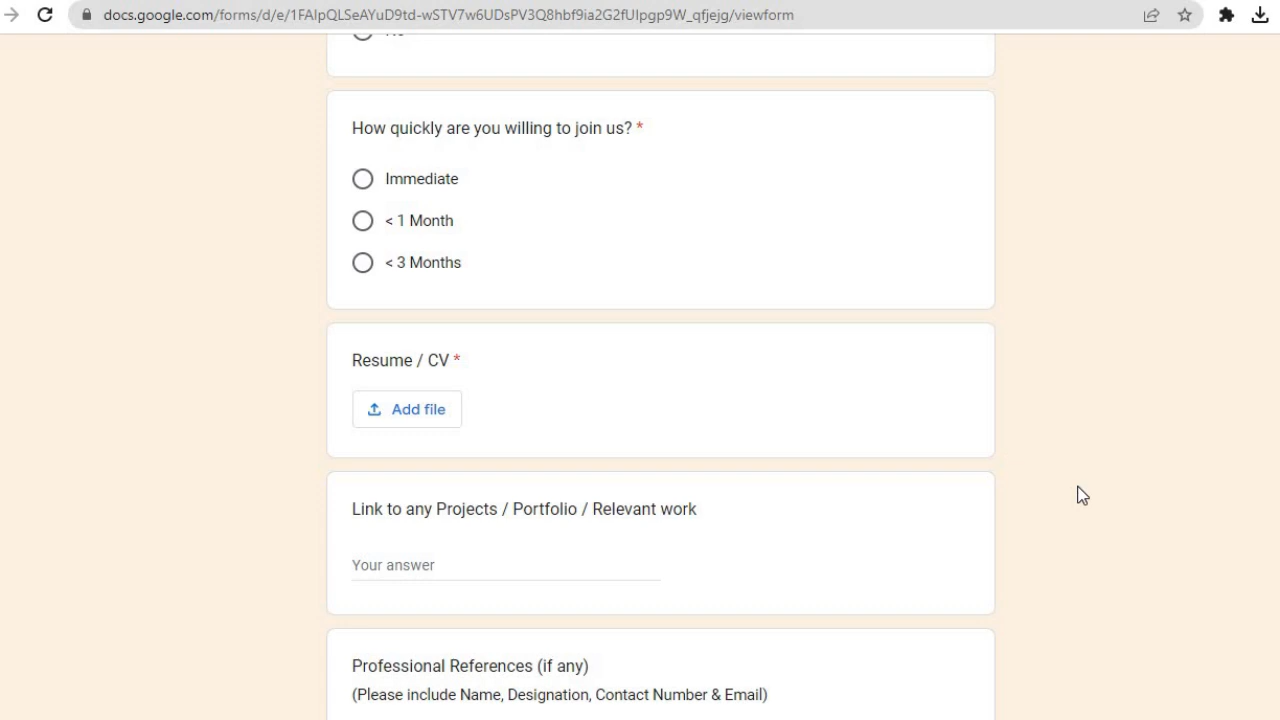 docs.google.com/forms/d/e/1FAIpQLSeAYuD9td-wSTV7w6UDsPV3Q8hbf9ia2G2fUIpgp9W_qfjejg/viewform
How quickly are you willing to join us? *
Immediate
< 1 Month
< 3 Months
Resume / CV *
Add file
Link to any Projects / Portfolio / Relevant work
Your answer
Professional References (if any)
(Please include Name, Designation, Contact Number & Email)